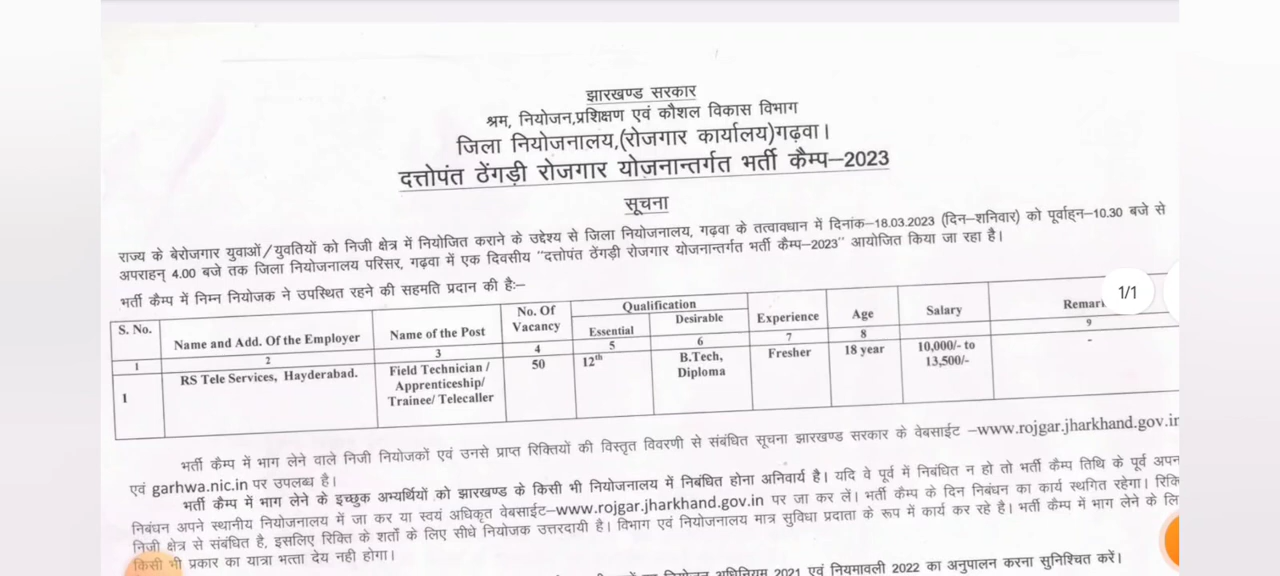 झारखण्ड सरकार
श्रम, नियोजन,प्रशिक्षण एवं कौशल विकास विभाग
जिला नियोजनालय,(रोजगार कार्यालय)गढ़वा।
दत्तोपंत ठेंगड़ी रोजगार योजनान्तर्गत भर्ती कैम्प–2023
सूचना
राज्य के बेरोजगार युवाओं/युवतियों को निजी क्षेत्र में नियोजित कराने के उद्देश्य से जिला नियोजनालय, गढ़वा के तत्वावधान में दिनांक–18.03.2023 (दिन–शनिवार) को पूर्वाहन–10.30 बजे से
अपराहन् 4.00 बजे तक जिला नियोजनालय परिसर, गढ़वा में एक दिवसीय "दत्तोपंत ठेंगड़ी रोजगार योजनान्तर्गत भर्ती कैम्प–2023" आयोजित किया जा रहा है।
भर्ती कैम्प में निम्न नियोजक ने उपस्थित रहने की सहमति प्रदान की हैः–
1/1
S. No. Name and Add. Of the Employer Name of the Post No. Of Vacancy Qualification Experience Age Salary
Essential Desirable
1 2 3 4 5 6 7 8 9
1 RS Tele Services, Hayderabad. Field Technician / 50 12th B.Tech, Fresher 18 year 10,000/- to -
Apprenticeship/ Diploma 13,500/-
Trainee/ Telecaller
भर्ती कैम्प में भाग लेने वाले निजी नियोजकों एवं उनसे प्राप्त रिक्तियों की विस्तृत विवरणी से संबंधित सूचना झारखण्ड सरकार के वेबसाईट –www.rojgar.jharkhand.gov.in
एवं garhwa.nic.in पर उपलब्ध है।
भर्ती कैम्प में भाग लेने के इच्छुक अभ्यर्थियों को झारखण्ड के किसी भी नियोजनालय में निबंधित होना अनिवार्य है। यदि वे पूर्व में निबंधित न हो तो भर्ती कैम्प तिथि के पूर्व अपन
निबंधन अपने स्थानीय नियोजनालय में जा कर या स्वयं अधिकृत वेबसाईट–www.rojgar.jharkhand.gov.in पर जा कर लें। भर्ती कैम्प के दिन निबंधन का कार्य स्थगित रहेगा। रिक्ति
निजी क्षेत्र से संबंधित है, इसलिए रिक्ति के शर्तो के लिए सीधे नियोजक उत्तरदायी है। विभाग एवं नियोजनालय मात्र सुविधा प्रदाता के रूप में कार्य कर रहे है। भर्ती कैम्प में भाग लेने के लि
किसी भी प्रकार का यात्रा भत्ता देय नही होगा।
अधिनियम 2021 एवं नियमावली 2022 का अनुपालन करना सुनिश्चित करें।